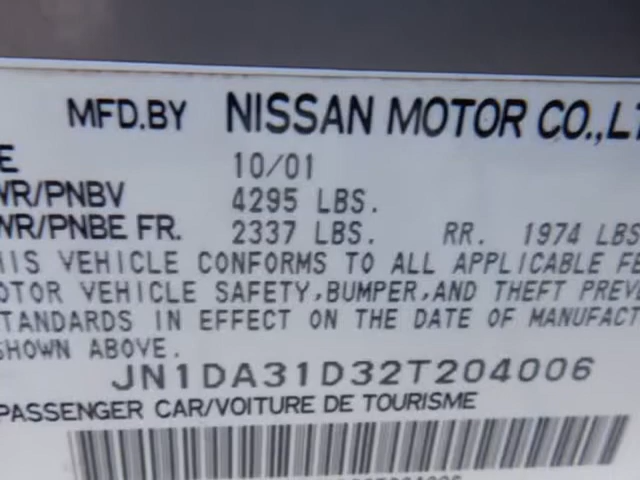 MFD.BY NISSAN MOTOR CO.,LT
E 10/01
WR/PNBV 4295 LBS.
WR/PNBE FR. 2337 LBS. RR. 1974 LBS
HIS VEHICLE CONFORMS TO ALL APPLICABLE FE
OTOR VEHICLE SAFETY,BUMPER,AND THEFT PREVE
TANDARDS IN EFFECT ON THE DATE OF MANUFACT
SHOWN ABOVE.
JN1DA31D32T204006
PASSENGER CAR/VOITURE DE TOURISME